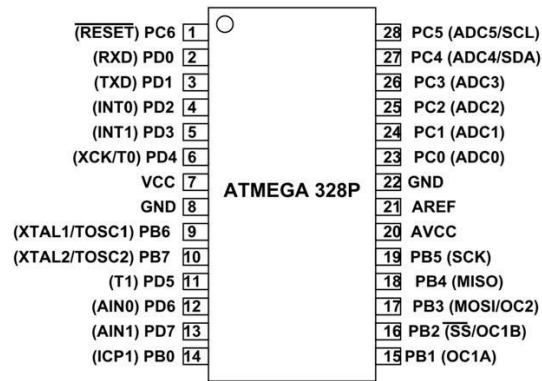 (RESET) PC6 1
(RXD) PD0 2
(TXD) PD1 3
(INT0) PD2 4
(INT1) PD3 5
(XCK/T0) PD4 6
VCC 7
GND 8
(XTAL1/TOSC1) PB6 9
(XTAL2/TOSC2) PB7 10
(T1) PD5 11
(AIN0) PD6 12
(AIN1) PD7 13
(ICP1) PB0 14
ATMEGA 328P
28 PC5 (ADC5/SCL)
27 PC4 (ADC4/SDA)
26 PC3 (ADC3)
25 PC2 (ADC2)
24 PC1 (ADC1)
23 PC0 (ADC0)
22 GND
21 AREF
20 AVCC
19 PB5 (SCK)
18 PB4 (MISO)
17 PB3 (MOSI/OC2)
16 PB2 (SS/OC1B)
15 PB1 (OC1A)